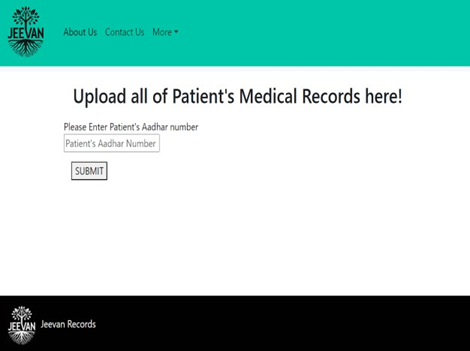 JEEVAN
About Us Contact Us More
Upload all of Patient's Medical Records here!
Please Enter Patient's Aadhar number
Patient's Aadhar Number
SUBMIT
JEEVAN
Jeevan Records